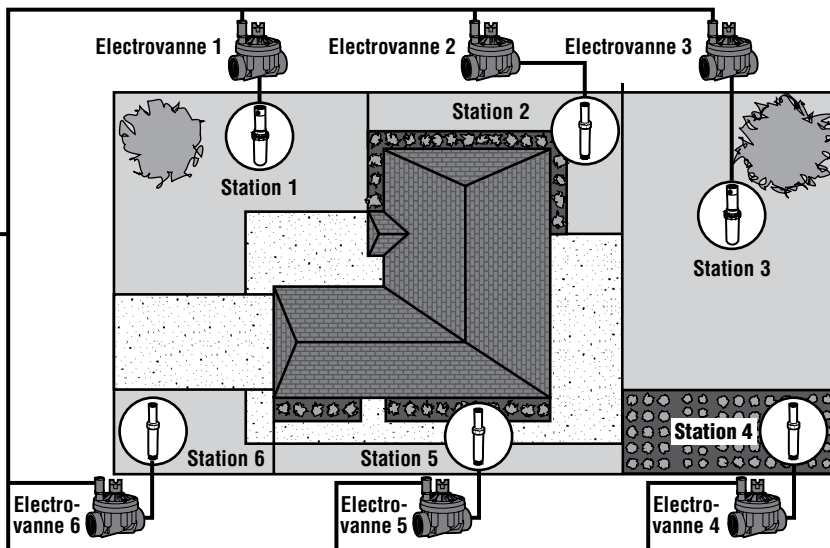 Electrovanne 1
Electrovanne 2
Electrovanne 3
Station 2
Station 1
Station 3
Station 4
Station 6
Station 5
Electro-
vanne 6
Electro-
vanne 5
Electro-
vanne 4